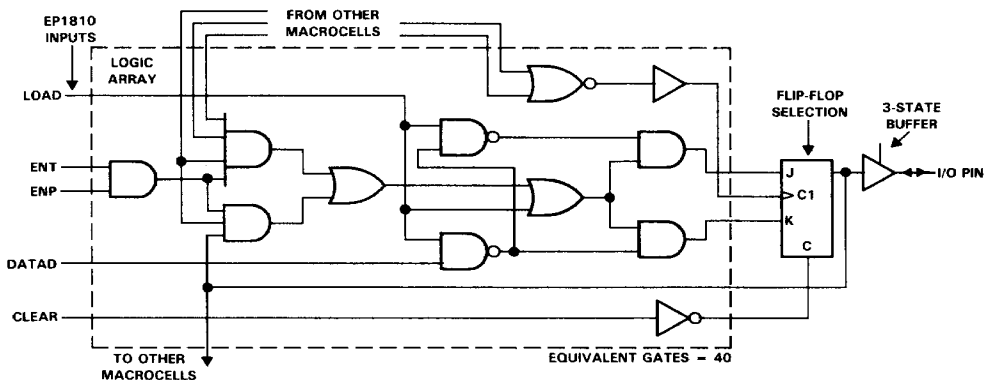 EP1810
INPUTS
FROM OTHER
MACROCELLS
LOGIC
ARRAY
LOAD
FLIP-FLOP
SELECTION
3-STATE
BUFFER
ENT
ENP
J
C1
K
C
I/O PIN
DATAD
CLEAR
TO OTHER
MACROCELLS
EQUIVALENT GATES - 40